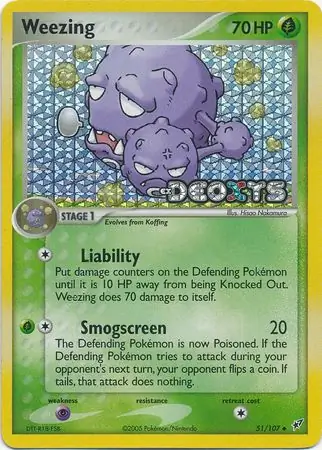 Weezing 70 HP
DEOXYS
Illus. Hisao Nakamura
STAGE 1
Evolves from Koffing
Liability
Put damage counters on the Defending Pokémon
until it is 10 HP away from being Knocked Out.
Weezing does 70 damage to itself.
Smogscreen 20
The Defending Pokémon is now Poisoned. If the
Defending Pokémon tries to attack during your
opponent's next turn, your opponent flips a coin. If
tails, that attack does nothing.
weakness resistance retreat cost
©2005 Pokémon/Nintendo 51/107